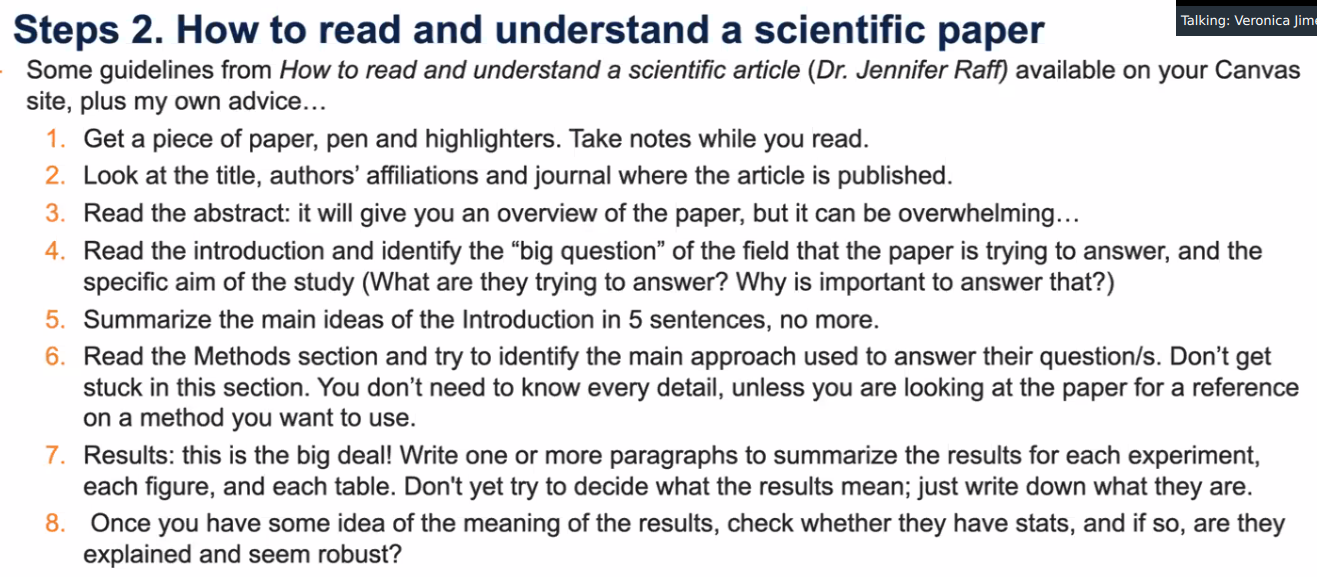 Steps 2. How to read and understand a scientific paper
Talking: Veronica Jim
Some guidelines from How to read and understand a scientific article (Dr. Jennifer Raff) available on your Canvas
site, plus my own advice…
1. Get a piece of paper, pen and highlighters. Take notes while you read.
2. Look at the title, authors’ affiliations and journal where the article is published.
3. Read the abstract: it will give you an overview of the paper, but it can be overwhelming…
4. Read the introduction and identify the “big question” of the field that the paper is trying to answer, and the
specific aim of the study (What are they trying to answer? Why is important to answer that?)
5. Summarize the main ideas of the Introduction in 5 sentences, no more.
6. Read the Methods section and try to identify the main approach used to answer their question/s. Don’t get
stuck in this section. You don’t need to know every detail, unless you are looking at the paper for a reference
on a method you want to use.
7. Results: this is the big deal! Write one or more paragraphs to summarize the results for each experiment,
each figure, and each table. Don't yet try to decide what the results mean; just write down what they are.
8. Once you have some idea of the meaning of the results, check whether they have stats, and if so, are they
explained and seem robust?